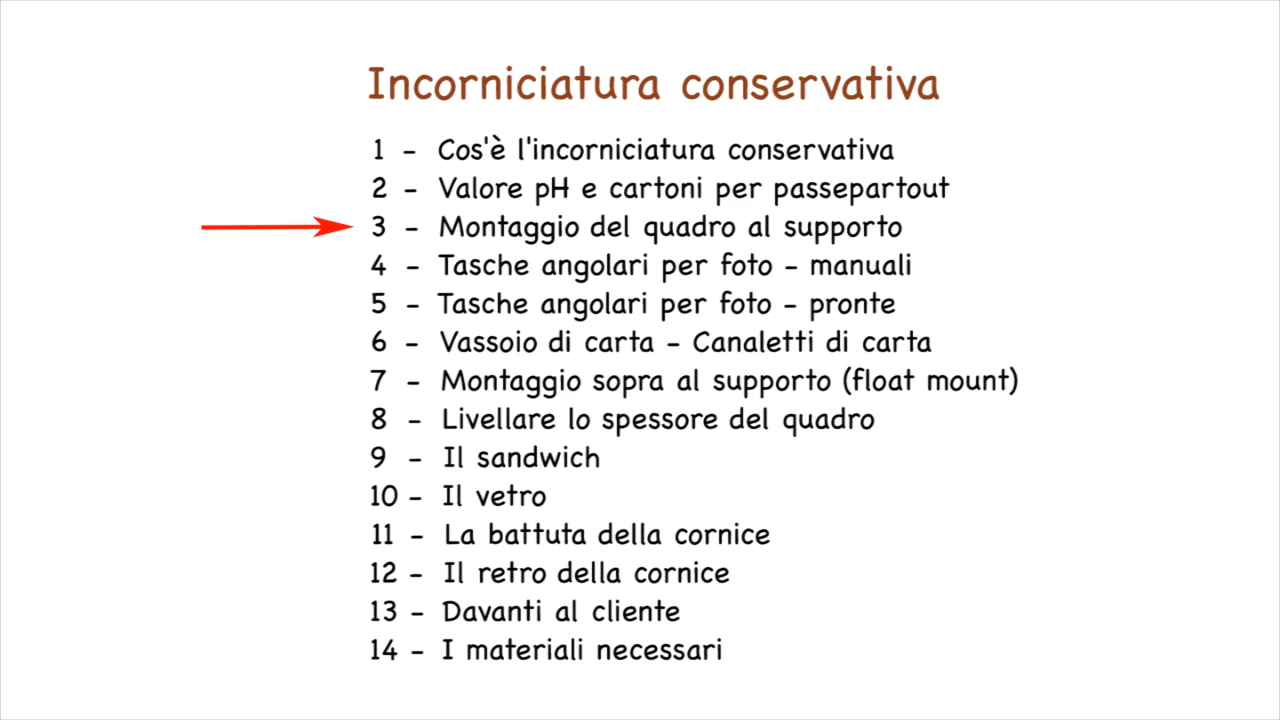 Incorniciatura conservativa
1 - Cos'è l'incorniciatura conservativa
2 - Valore pH e cartoni per passepartout
3 - Montaggio del quadro al supporto
4 - Tasche angolari per foto - manuali
5 - Tasche angolari per foto - pronte
6 - Vassoio di carta - Canaletti di carta
7 - Montaggio sopra al supporto (float mount)
8 - Livellare lo spessore del quadro
9 - Il sandwich
10 - Il vetro
11 - La battuta della cornice
12 - Il retro della cornice
13 - Davanti al cliente
14 - I materiali necessari